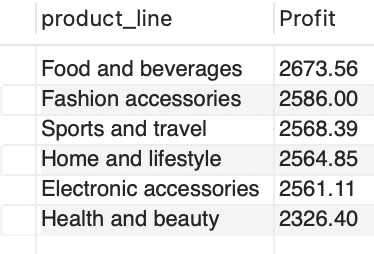 product_line Profit
Food and beverages 2673.56
Fashion accessories 2586.00
Sports and travel 2568.39
Home and lifestyle 2564.85
Electronic accessories 2561.11
Health and beauty 2326.40